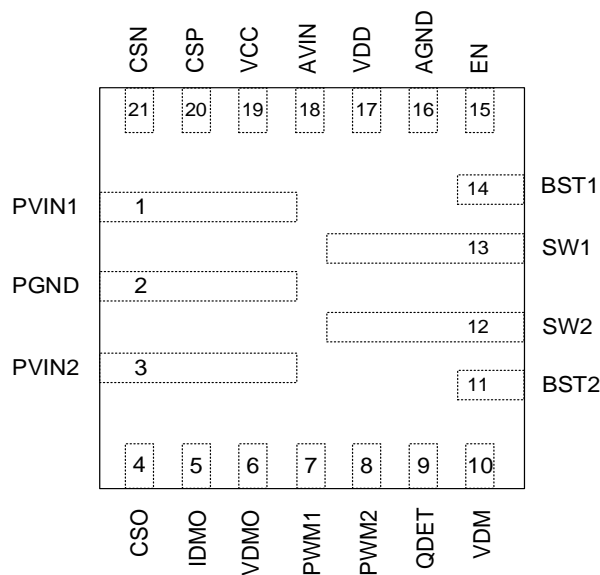 CSN CSP VCC AVIN VDD AGND EN
21 20 19 18 17 16 15
14 BST1
PVIN1 1
13 SW1
PGND 2
12 SW2
PVIN2 3
11 BST2
4 5 6 7 8 9 10
CSO IDMO VDMO PWM1 PWM2 QDET VDM